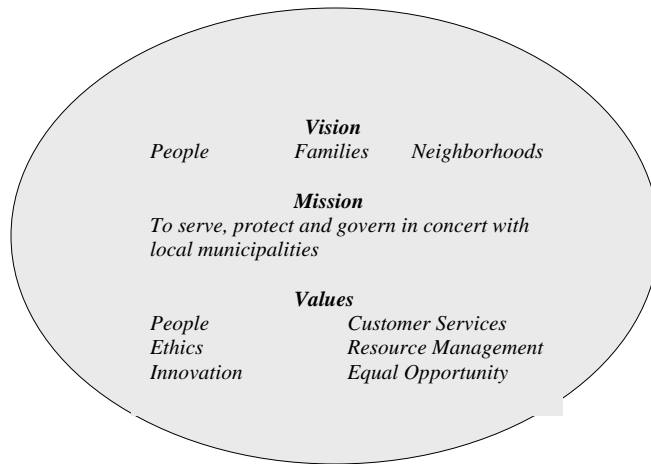 Vision
People Families Neighborhoods
Mission
To serve, protect and govern in concert with
local municipalities
Values
People Customer Services
Ethics Resource Management
Innovation Equal Opportunity